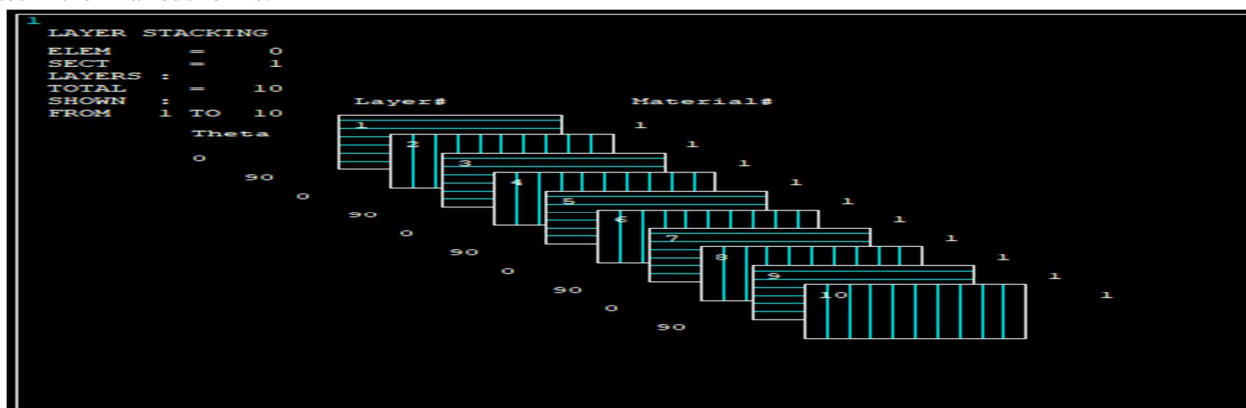 1
LAYER STACKING
ELEM = 0
SECT = 1
LAYERS :
TOTAL = 10
SHOWN :
FROM 1 TO 10
Layer# Material#
Theta
1 1
0 2 1
90 3 1
0 4 1
90 5 1
0 6 1
90 7 1
0 8 1
90 9 1
0 10 1
90